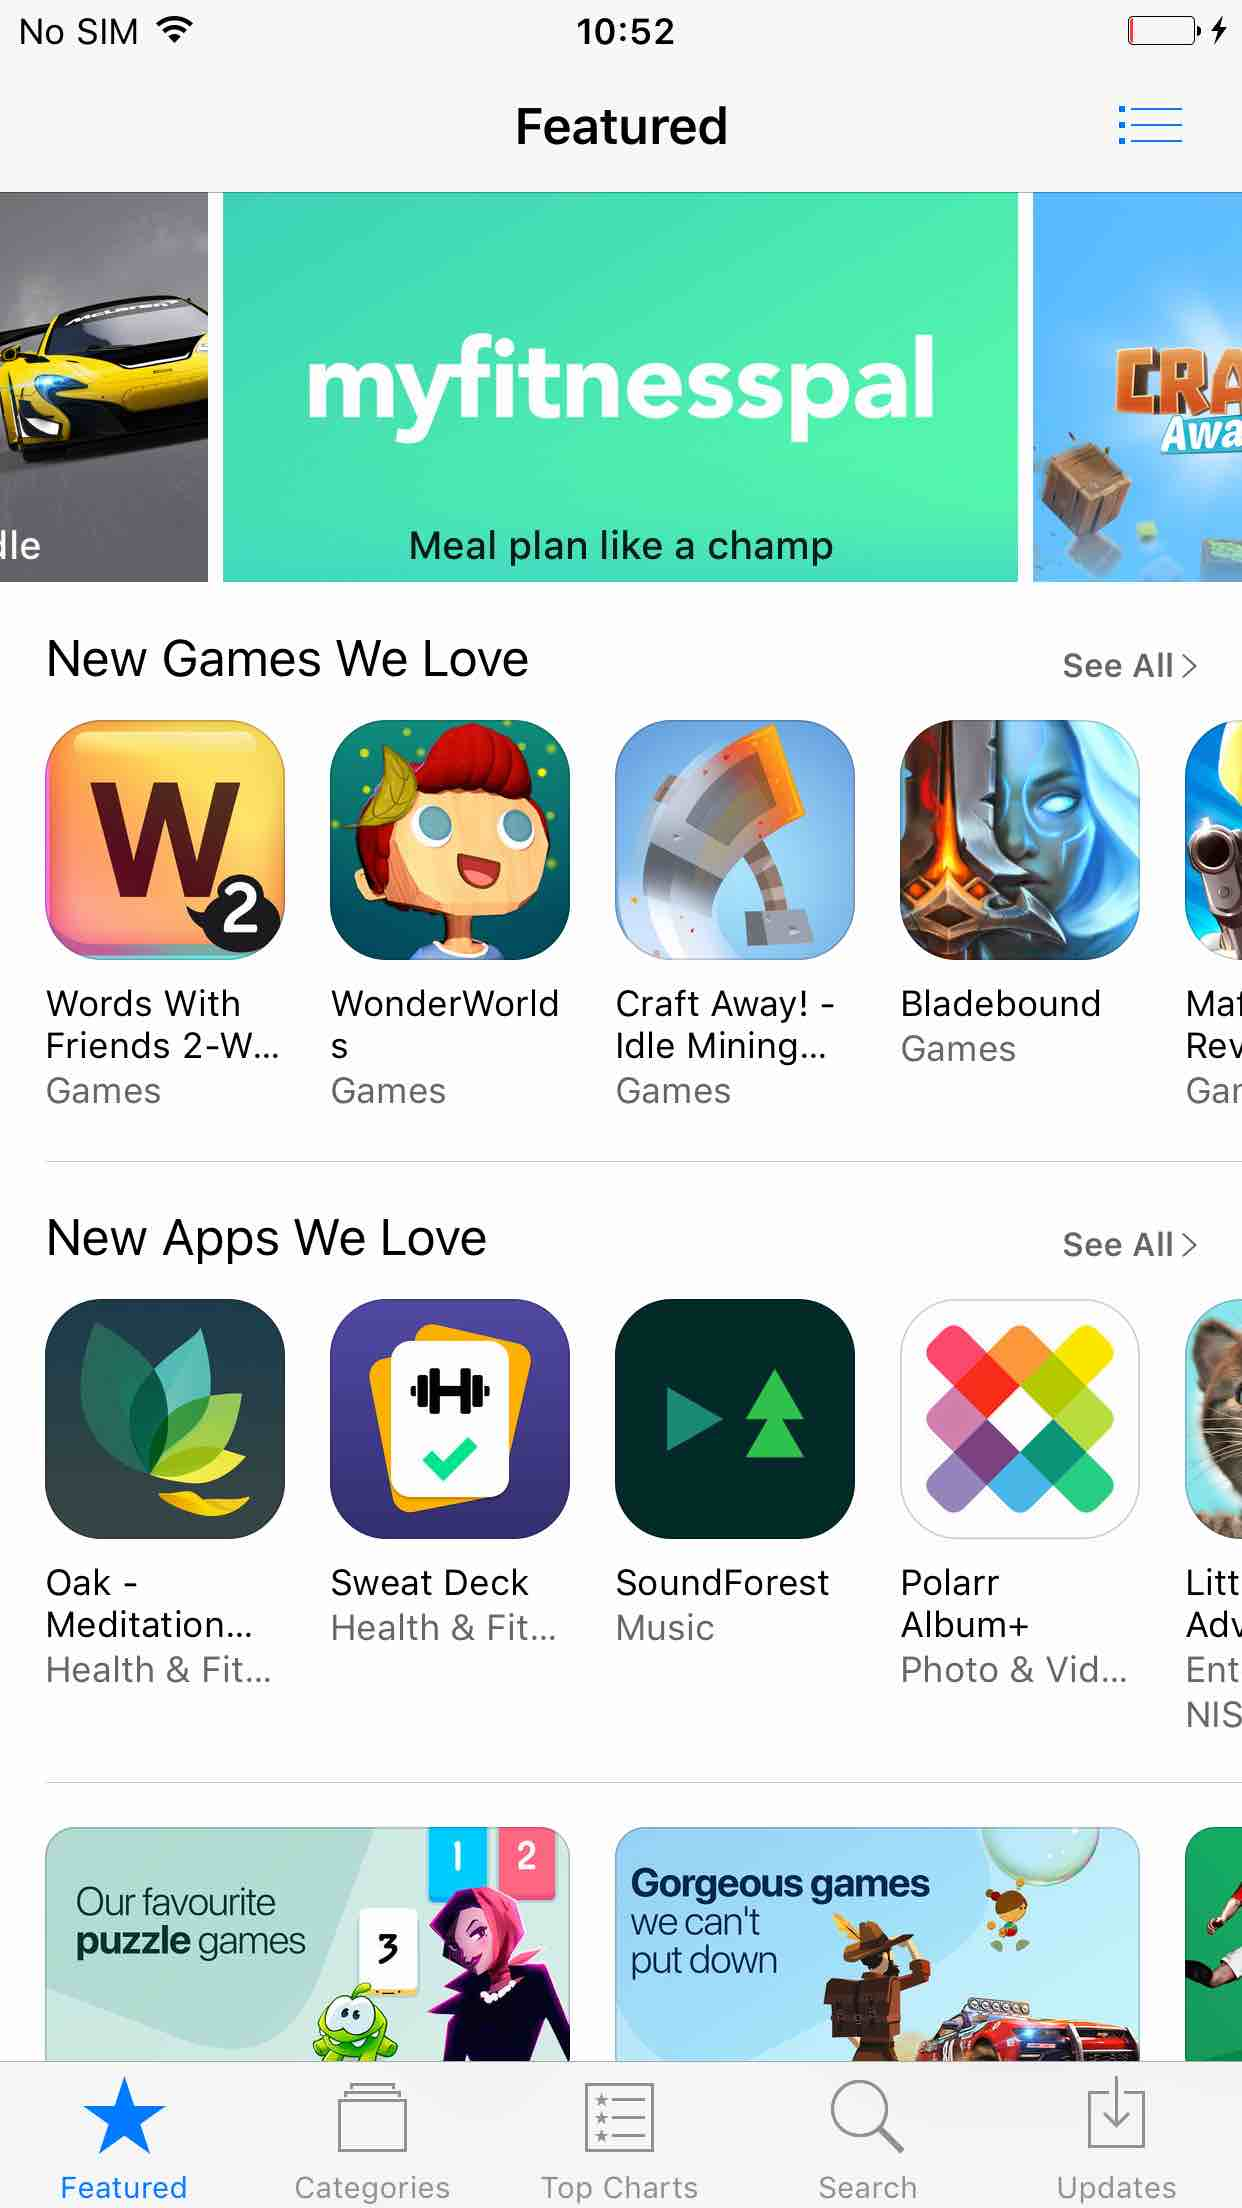 No SIM
10:52
Featured
McLaren
dle
myfitnesspal
Meal plan like a champ
CRA
Awa
New Games We Love
See All
W
2
Words With
Friends 2-W...
Games
WonderWorld
s
Games
Craft Away! -
Idle Mining...
Games
Bladebound
Games
Maf
Rev
Gar
New Apps We Love
See All
Oak -
Meditation...
Health & Fit...
Sweat Deck
Health & Fit...
SoundForest
Music
Polarr
Album+
Photo & Vid...
Litt
Adv
Ent
NIS
Our favourite
puzzle games
1
2
3
Gorgeous games
we can't
put down
Featured
Categories
Top Charts
Search
Updates